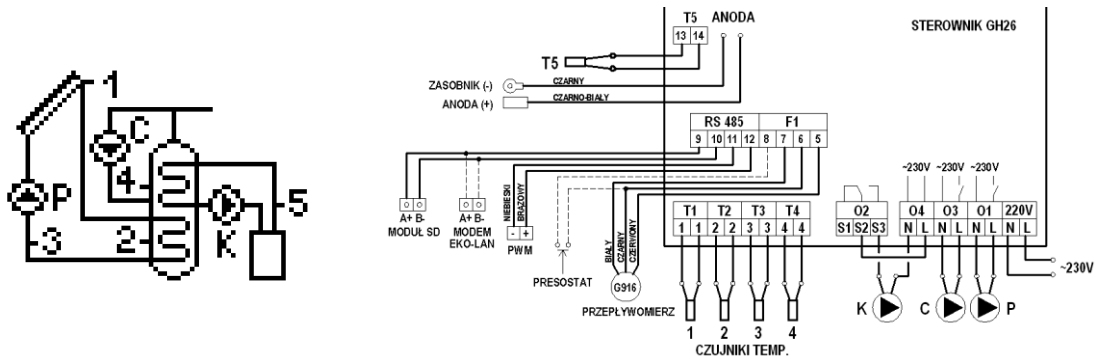 1
C
4
P
3
2
K
5
STEROWNIK GH26
T5 ANODA
13 14
T5
ZASOBNIK (-) CZARNY
ANODA (+) CZARNO-BIAŁY
RS 485 F1
9 10 11 12 8 7 6 5
A+ B-
MODUŁ SD
A+ B-
MODEM
EKO-LAN
NIEBIESKI
BRĄZOWY
- +
PWM
PRESOSTAT
BIAŁY
CZARNY
CZERWONY
G916
PRZEPŁYWOMIERZ
T1 T2 T3 T4
1 1 2 2 3 3 4 4
1 2 3 4
CZUJNIKI TEMP.
~230V ~230V ~230V
O2 O4 O3 O1 220V
S1 S2 S3 N L N L N L N L
~230V
K C P